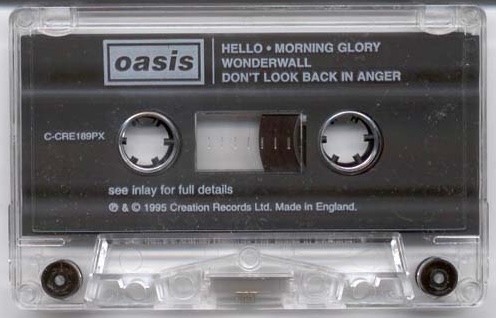 oasis
HELLO • MORNING GLORY
WONDERWALL
DON'T LOOK BACK IN ANGER
C-CRE189PX
see inlay for full details
℗ & © 1995 Creation Records Ltd. Made in England.